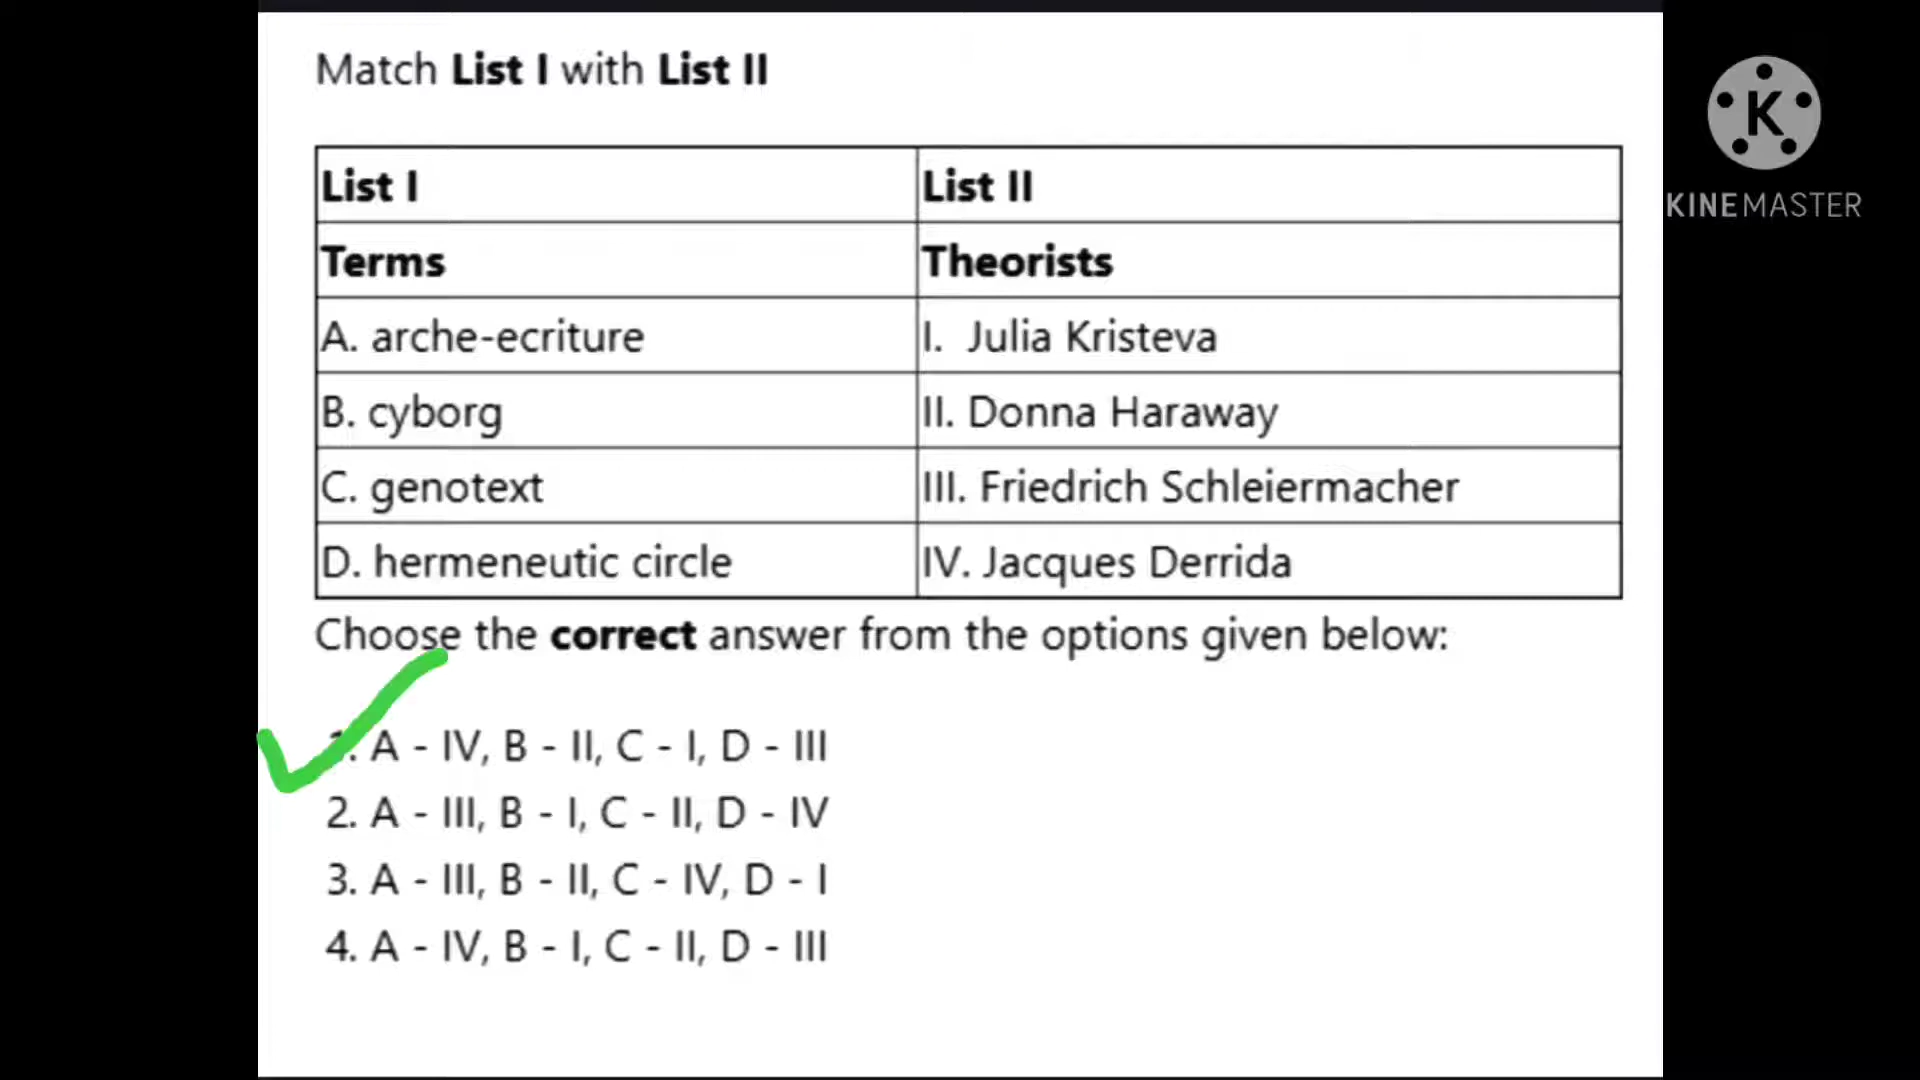 Match List I with List II
List I List II
Terms Theorists
A. arche-ecriture I. Julia Kristeva
B. cyborg II. Donna Haraway
C. genotext III. Friedrich Schleiermacher
D. hermeneutic circle IV. Jacques Derrida
Choose the correct answer from the options given below:
1. A - IV, B - II, C - I, D - III
2. A - III, B - I, C - II, D - IV
3. A - III, B - II, C - IV, D - I
4. A - IV, B - I, C - II, D - III
K
KINEMASTER